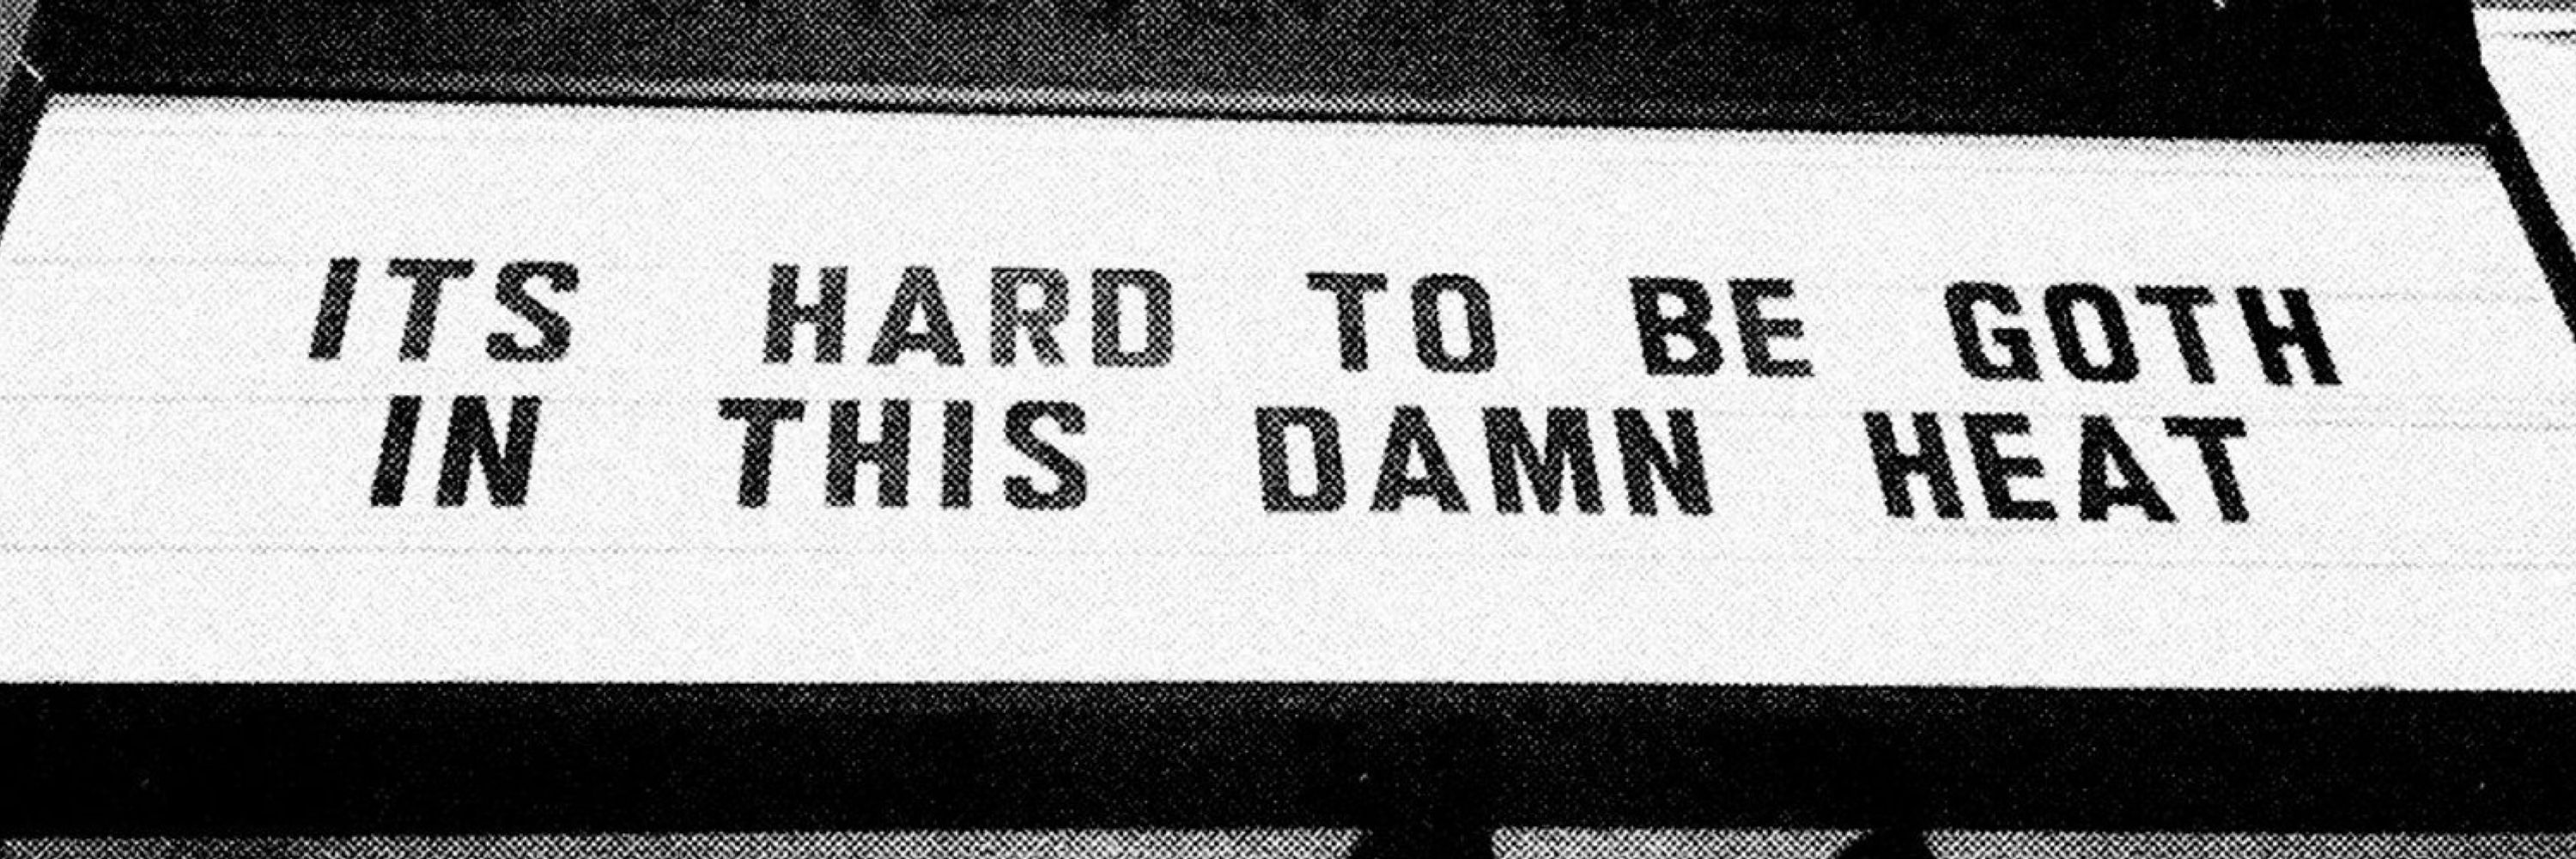 ITS HARD TO BE GOTH
IN THIS DAMN HEAT